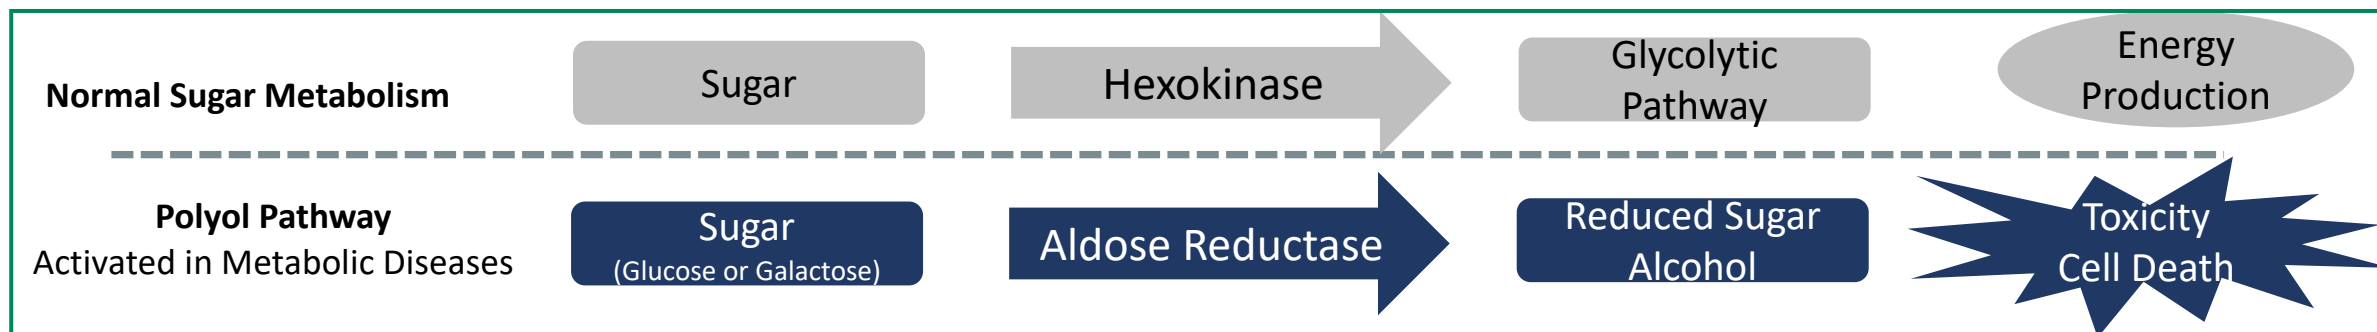 Normal Sugar Metabolism
Sugar
Hexokinase
Glycolytic
Pathway
Energy
Production
Polyol Pathway
Activated in Metabolic Diseases
Sugar
(Glucose or Galactose)
Aldose Reductase
Reduced Sugar
Alcohol
Toxicity
Cell Death